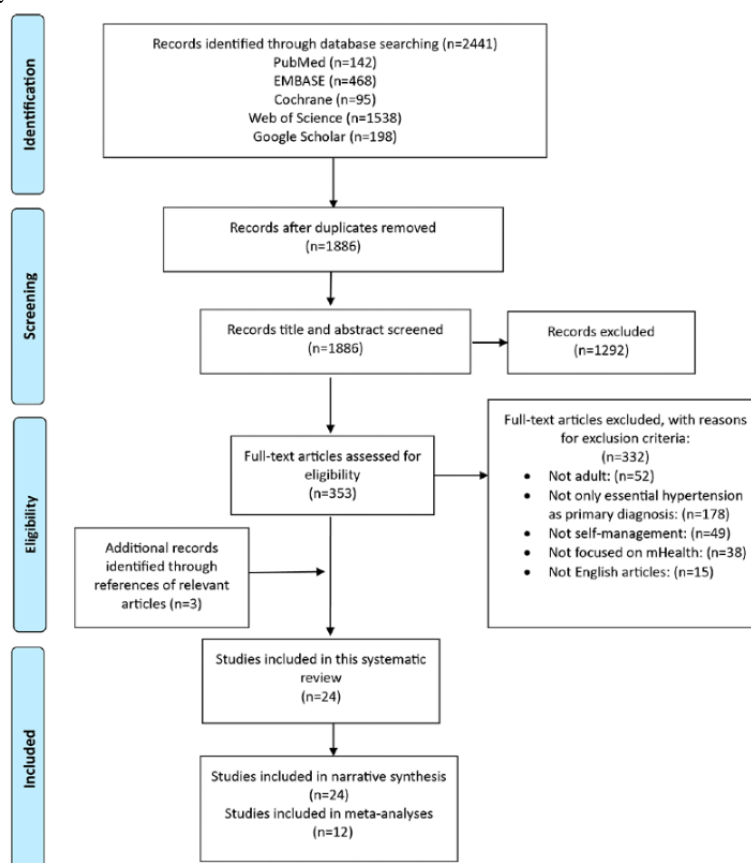 Identification
Records identified through database searching (n=2441)
PubMed (n=142)
EMBASE (n=468)
Cochrane (n=95)
Web of Science (n=1538)
Google Scholar (n=198)
Screening
Records after duplicates removed
(n=1886)
Records title and abstract screened
(n=1886)
Records excluded
(n=1292)
Eligibility
Full-text articles assessed for
eligibility
(n=353)
Full-text articles excluded, with reasons
for exclusion criteria:
(n=332)
• Not adult: (n=52)
• Not only essential hypertension
as primary diagnosis: (n=178)
• Not self-management: (n=49)
• Not focused on mHealth: (n=38)
• Not English articles: (n=15)
Additional records
identified through
references of relevant
articles (n=3)
Included
Studies included in this systematic
review
(n=24)
Studies included in narrative synthesis
(n=24)
Studies included in meta-analyses
(n=12)